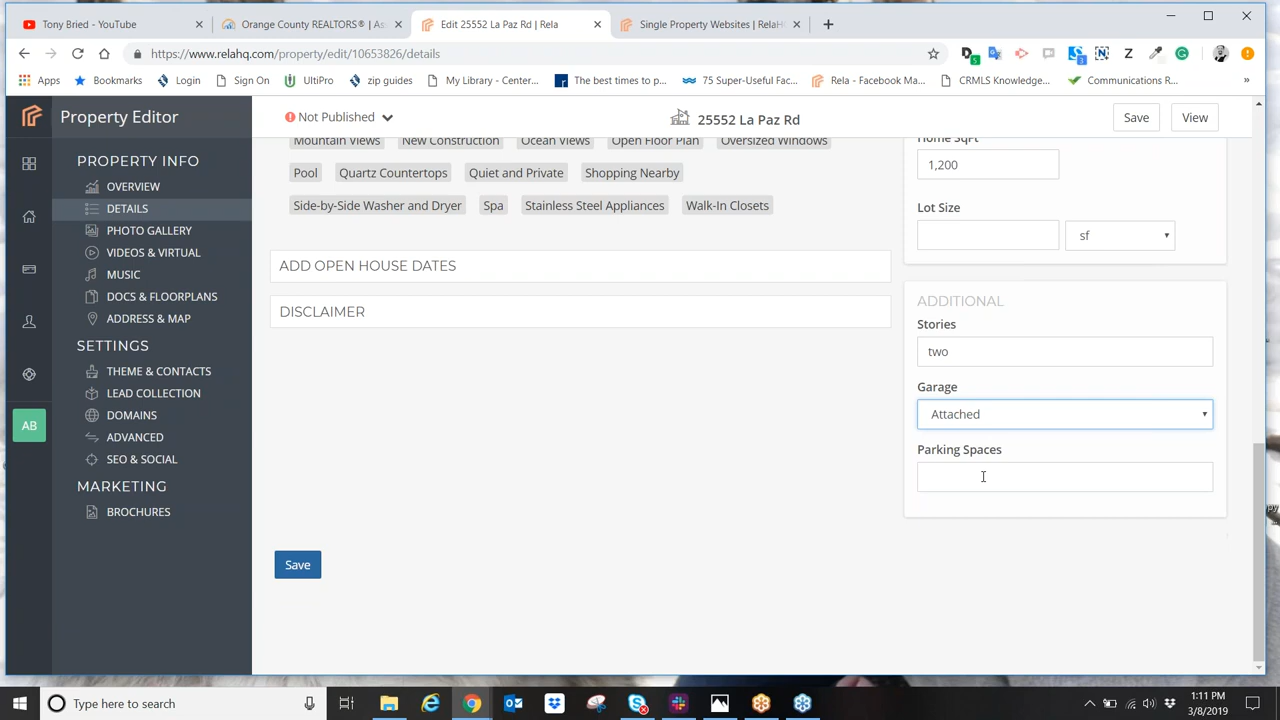 Tony Bried - YouTube
Orange County REALTORS® | As
Edit 25552 La Paz Rd | Rela
Single Property Websites | RelaH
https://www.relahq.com/property/edit/10653826/details
Apps
Bookmarks
Login
Sign On
UltiPro
zip guides
My Library - Center...
The best times to p...
75 Super-Useful Fac...
Rela - Facebook Ma...
CRMLS Knowledge...
Communications R...
»
Property Editor
Not Published
25552 La Paz Rd
Save
View
PROPERTY INFO
OVERVIEW
DETAILS
PHOTO GALLERY
VIDEOS & VIRTUAL
MUSIC
DOCS & FLOORPLANS
ADDRESS & MAP
SETTINGS
THEME & CONTACTS
LEAD COLLECTION
DOMAINS
ADVANCED
SEO & SOCIAL
MARKETING
BROCHURES
AB
Mountain Views
New Construction
Ocean Views
Open Floor Plan
Oversized Windows
Pool
Quartz Countertops
Quiet and Private
Shopping Nearby
Side-by-Side Washer and Dryer
Spa
Stainless Steel Appliances
Walk-In Closets
ADD OPEN HOUSE DATES
DISCLAIMER
Save
Home SqFt
1,200
Lot Size
sf
ADDITIONAL
Stories
two
Garage
Attached
Parking Spaces
Type here to search
1:11 PM
3/8/2019